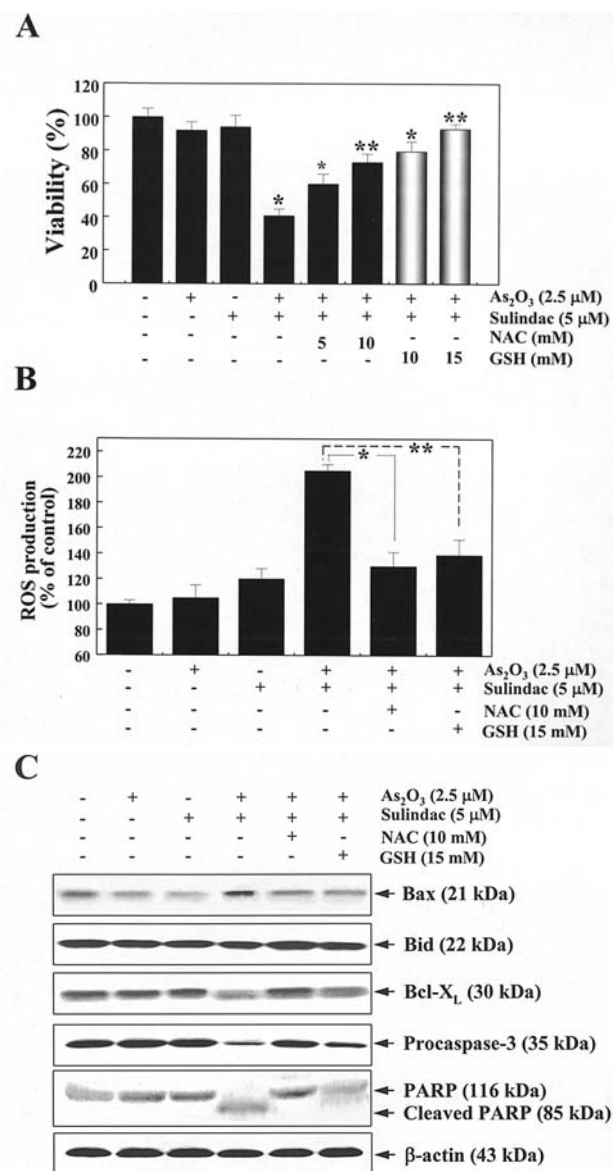 A
Viability (%)
120
100
80
60
40
20
0
* * ** * **
- + - + + + + + As₂O₃ (2.5 μM)
- - + + + + + + Sulindac (5 μM)
- - - - 5 10 - - NAC (mM)
- - - - - - 10 15 GSH (mM)
B
ROS production
(% of control)
220
200
180
160
140
120
100
80
60
* **
- + - + + + As₂O₃ (2.5 μM)
- - + + + + Sulindac (5 μM)
- - - - + - NAC (10 mM)
- - - - - + GSH (15 mM)
C
- + - + + + As₂O₃ (2.5 μM)
- - + + + + Sulindac (5 μM)
- - - - + - NAC (10 mM)
- - - - - + GSH (15 mM)
Bax (21 kDa)
Bid (22 kDa)
Bcl-X_L (30 kDa)
Procaspase-3 (35 kDa)
PARP (116 kDa)
Cleaved PARP (85 kDa)
β-actin (43 kDa)